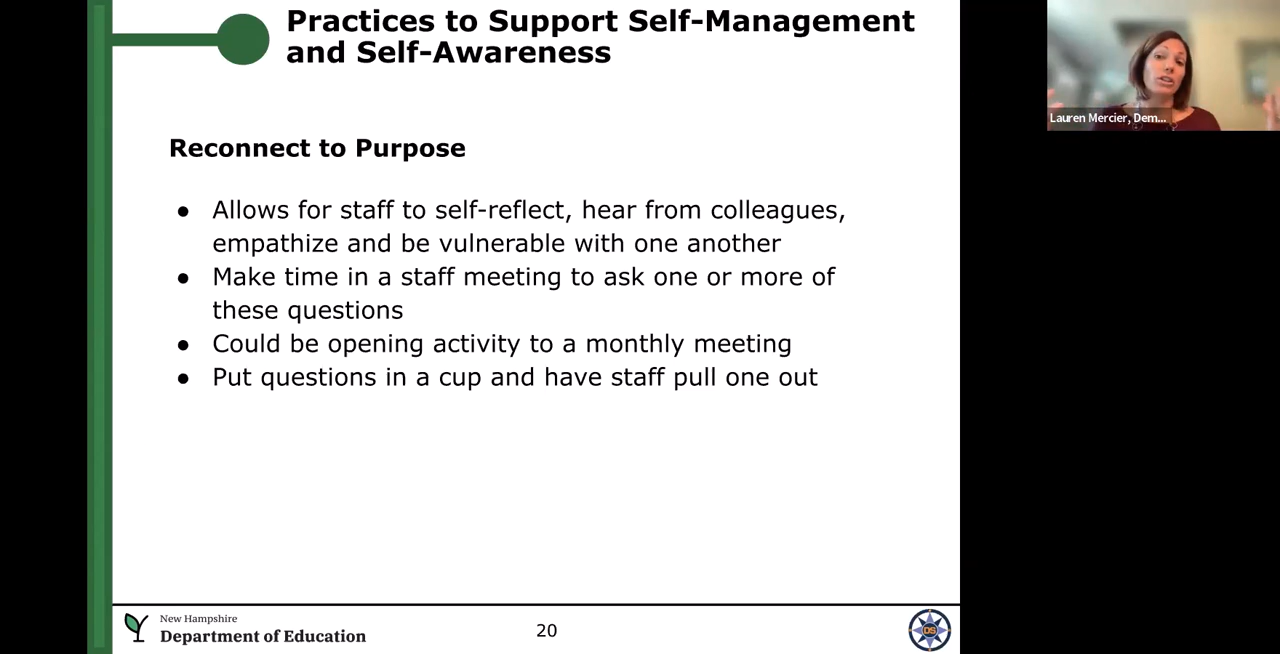 Practices to Support Self-Management
and Self-Awareness
Lauren Mercier, Dem...
Reconnect to Purpose
● Allows for staff to self-reflect, hear from colleagues,
empathize and be vulnerable with one another
● Make time in a staff meeting to ask one or more of
these questions
● Could be opening activity to a monthly meeting
● Put questions in a cup and have staff pull one out
New Hampshire
Department of Education
20
DS